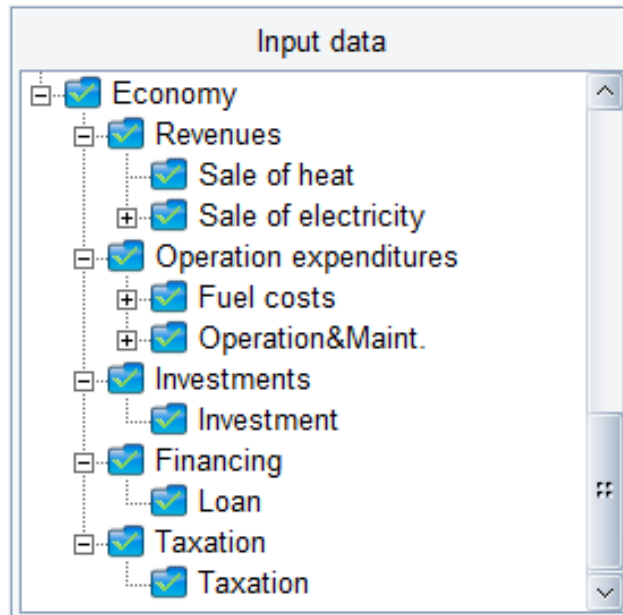 Input data
Economy
Revenues
Sale of heat
Sale of electricity
Operation expenditures
Fuel costs
Operation&Maint.
Investments
Investment
Financing
Loan
Taxation
Taxation